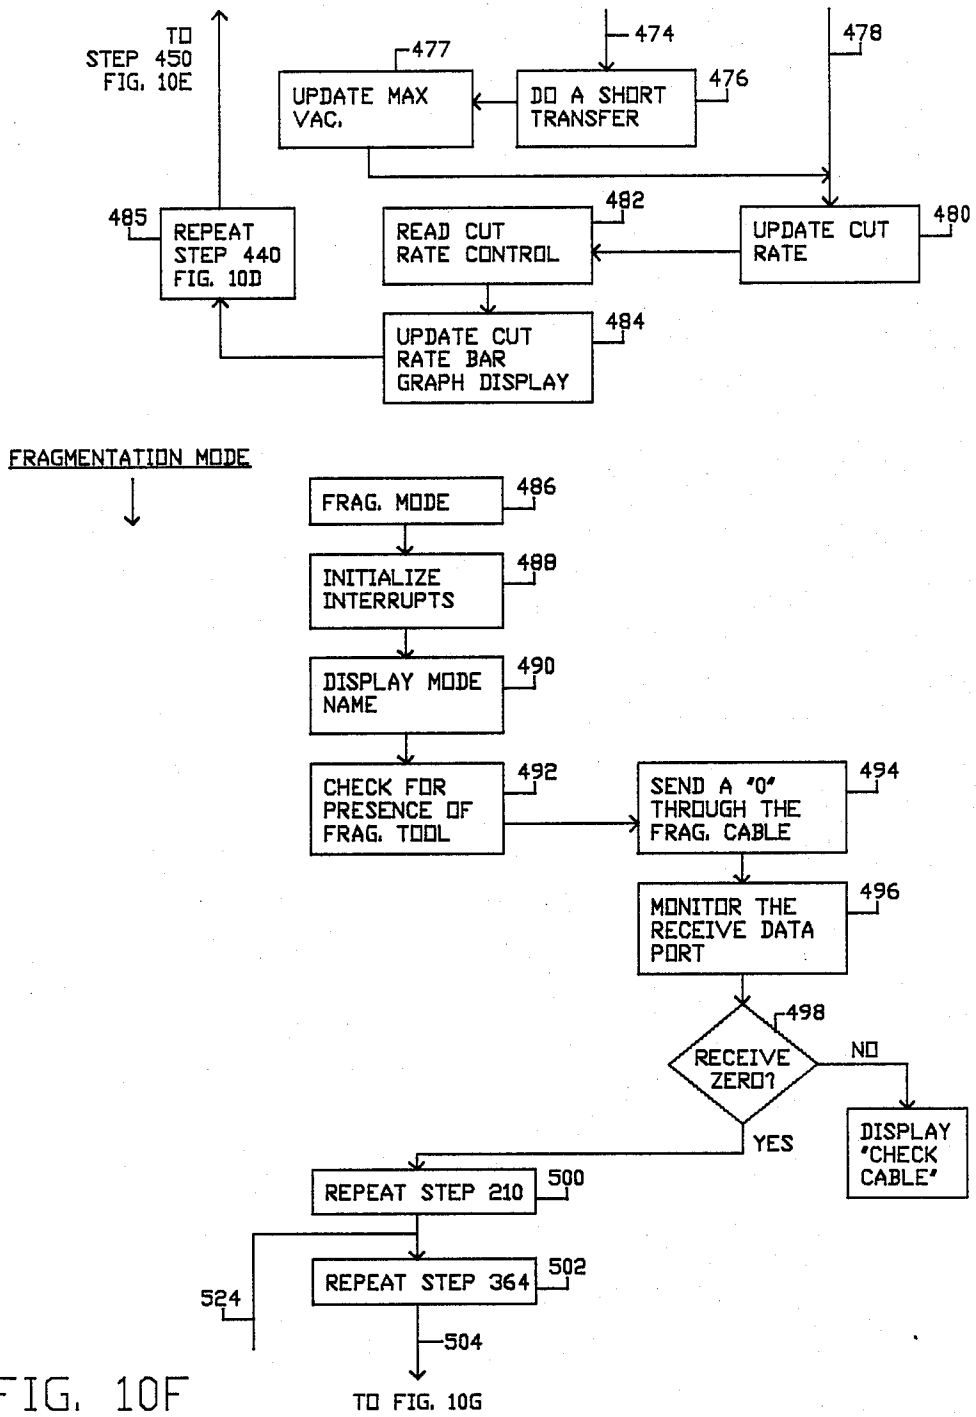 TO
STEP 450
FIG. 10E
477
474
478
UPDATE MAX
VAC.
DO A SHORT
TRANSFER
476
485
REPEAT
STEP 440
FIG. 10D
READ CUT
RATE CONTROL
482
UPDATE CUT
RATE
480
UPDATE CUT
RATE BAR
GRAPH DISPLAY
484
FRAGMENTATION MODE
FRAG. MODE
486
INITIALIZE
INTERRUPTS
488
DISPLAY MODE
NAME
490
CHECK FOR
PRESENCE OF
FRAG. TOOL
492
SEND A "0"
THROUGH THE
FRAG. CABLE
494
MONITOR THE
RECEIVE DATA
PORT
496
498
RECEIVE
ZERO?
NO
YES
DISPLAY
"CHECK
CABLE"
REPEAT STEP 210
500
REPEAT STEP 364
502
524
504
FIG. 10F
TO FIG. 10G